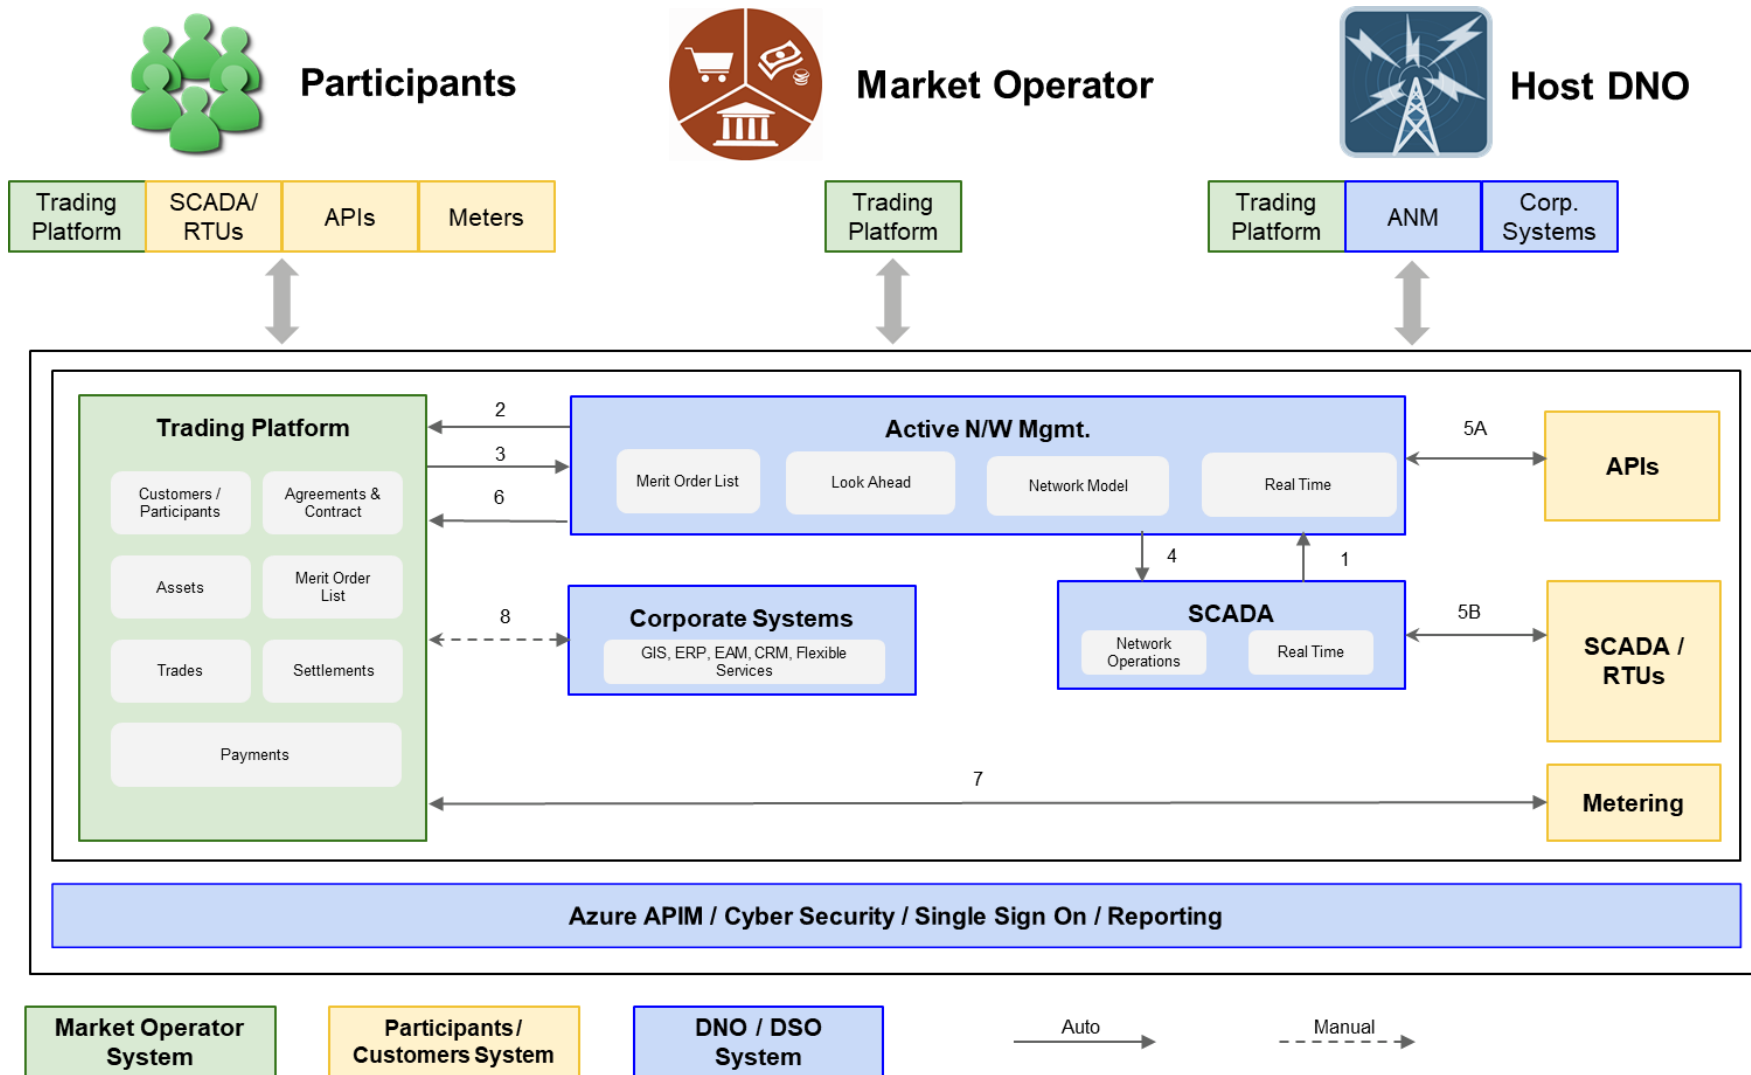 Participants
Market Operator
Host DNO
Trading
Platform
SCADA/
RTUs
APIs
Meters
Trading
Platform
Trading
Platform
ANM
Corp.
Systems
Trading Platform
Customers /
Participants
Agreements &
Contract
Assets
Merit Order
List
Trades
Settlements
Payments
2
3
6
8
Active N/W Mgmt.
Merit Order List
Look Ahead
Network Model
Real Time
5A
APIs
4
1
Corporate Systems
GIS, ERP, EAM, CRM, Flexible
Services
SCADA
Network
Operations
Real Time
5B
SCADA /
RTUs
7
Metering
Azure APIM / Cyber Security / Single Sign On / Reporting
Market Operator
System
Participants/
Customers System
DNO / DSO
System
Auto
Manual